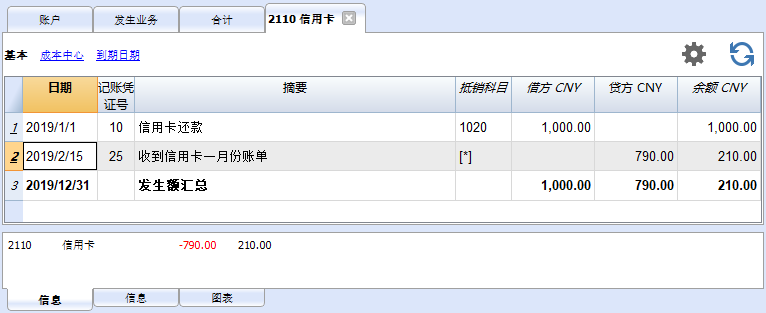 账户 发生业务 合计 2110 信用卡
基本 成本中心 到期日期
日期 记账凭证号 摘要 抵销科目 借方 CNY 贷方 CNY 余额 CNY
1 2019/1/1 10 信用卡还款 1020 1,000.00 1,000.00
2 2019/2/15 25 收到信用卡一月份账单 [*] 790.00 210.00
3 2019/12/31 发生额汇总 1,000.00 790.00 210.00
2110 信用卡 -790.00 210.00
信息 信息 图表